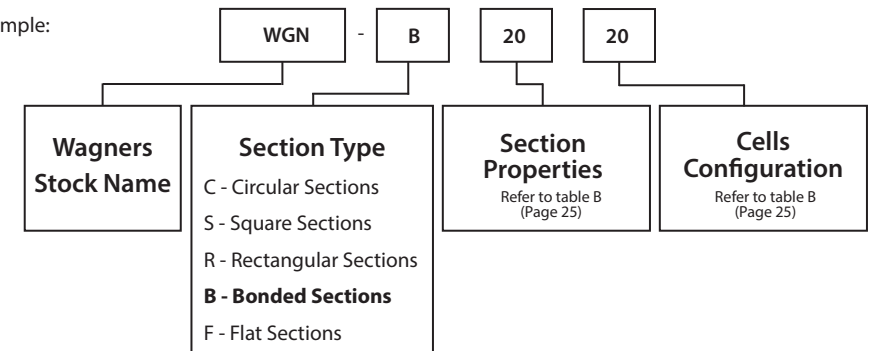 mple:
WGN - B 20 20
Wagners
Stock Name
Section Type
C - Circular Sections
S - Square Sections
R - Rectangular Sections
B - Bonded Sections
F - Flat Sections
Section
Properties
Refer to table B
(Page 25)
Cells
Configuration
Refer to table B
(Page 25)